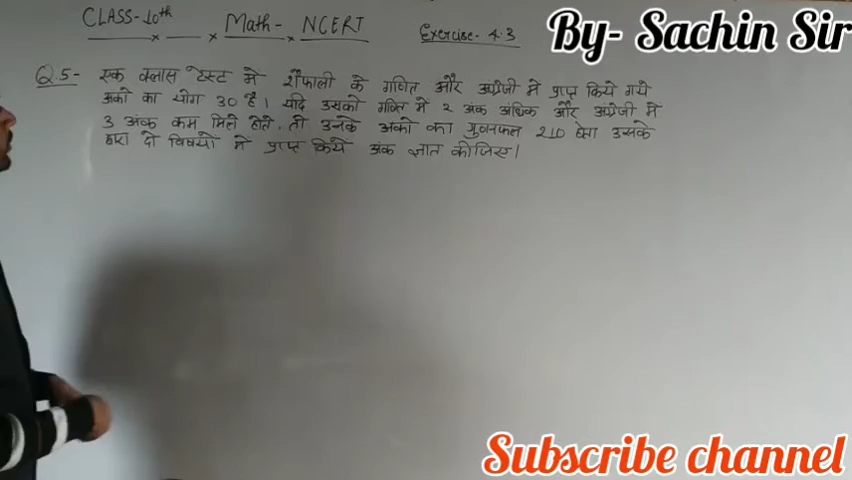 CLASS-10th Math- NCERT Exercise- 4.3
By- Sachin Sir
Q.5- एक क्लास टेस्ट मे शैफाली के गणित और अंग्रेजी मे प्राप्त किये गये
अंको का योग 30 है। यदि उसको गणित मे 2 अंक अधिक और अंग्रेजी मे
3 अंक कम मिले होते, तो उनके अंको का गुणनफल 210 होता उसके
द्वारा दो विषयो मे प्राप्त किये अंक ज्ञात कीजिए।
Subscribe channel